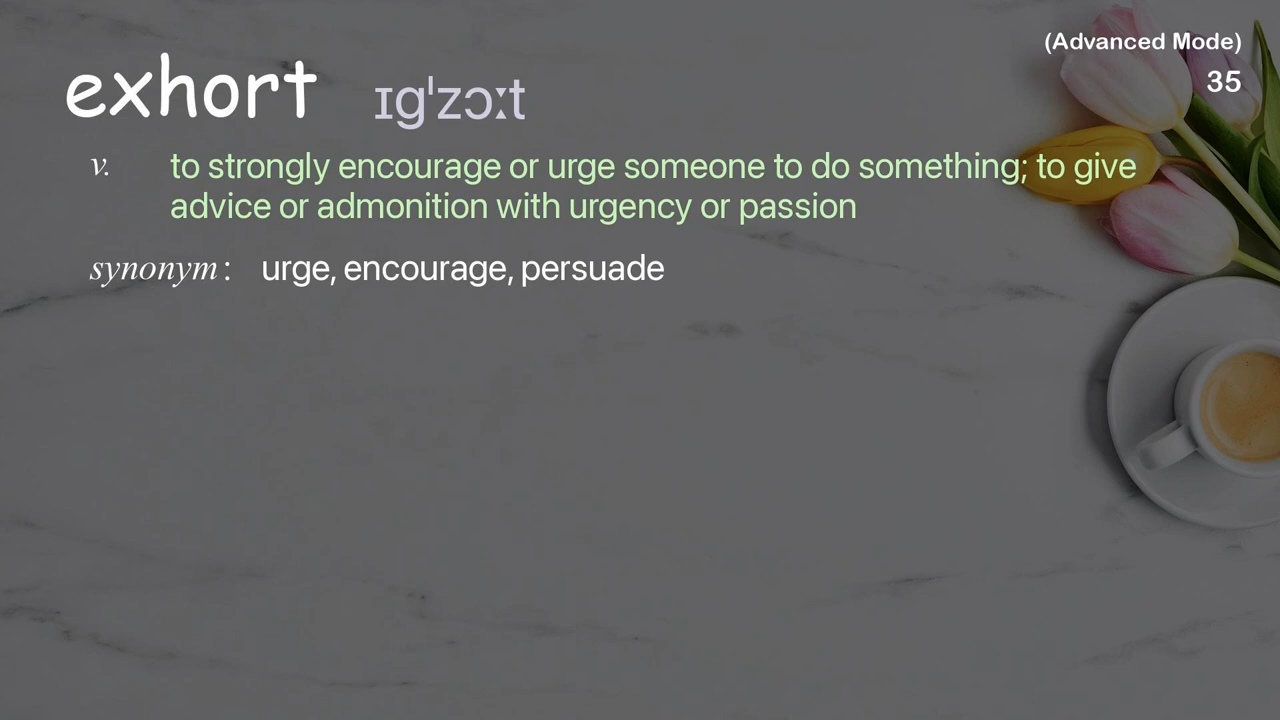 (Advanced Mode)
35
exhort ɪɡˈzɔːt
v. to strongly encourage or urge someone to do something; to give
advice or admonition with urgency or passion
synonym : urge, encourage, persuade